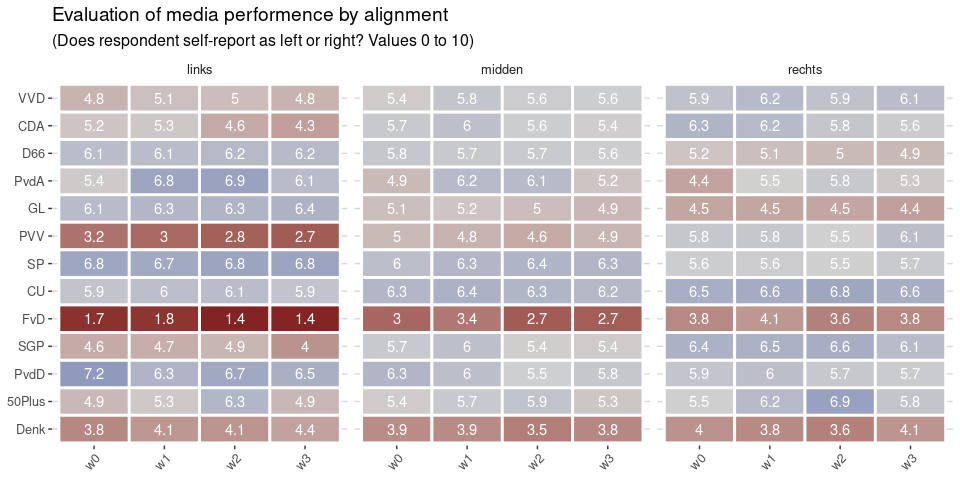 Evaluation of media performence by alignment
(Does respondent self-report as left or right? Values 0 to 10)
links midden rechts
VVD 4.8 5.1 5 4.8 5.4 5.8 5.6 5.6 5.9 6.2 5.9 6.1
CDA 5.2 5.3 4.6 4.3 5.7 6 5.6 5.4 6.3 6.2 5.8 5.6
D66 6.1 6.1 6.2 6.2 5.8 5.7 5.7 5.6 5.2 5.1 5 4.9
PvdA 5.4 6.8 6.9 6.1 4.9 6.2 6.1 5.2 4.4 5.5 5.8 5.3
GL 6.1 6.3 6.3 6.4 5.1 5.2 5 4.9 4.5 4.5 4.5 4.4
PVV 3.2 3 2.8 2.7 5 4.8 4.6 4.9 5.8 5.8 5.5 6.1
SP 6.8 6.7 6.8 6.8 6 6.3 6.4 6.3 5.6 5.6 5.5 5.7
CU 5.9 6 6.1 5.9 6.3 6.4 6.3 6.2 6.5 6.6 6.8 6.6
FvD 1.7 1.8 1.4 1.4 3 3.4 2.7 2.7 3.8 4.1 3.6 3.8
SGP 4.6 4.7 4.9 4 5.7 6 5.4 5.4 6.4 6.5 6.6 6.1
PvdD 7.2 6.3 6.7 6.5 6.3 6 5.5 5.8 5.9 6 5.7 5.7
50Plus 4.9 5.3 6.3 4.9 5.4 5.7 5.9 5.3 5.5 6.2 6.9 5.8
Denk 3.8 4.1 4.1 4.4 3.9 3.9 3.5 3.8 4 3.8 3.6 4.1
w0 w1 w2 w3 w0 w1 w2 w3 w0 w1 w2 w3